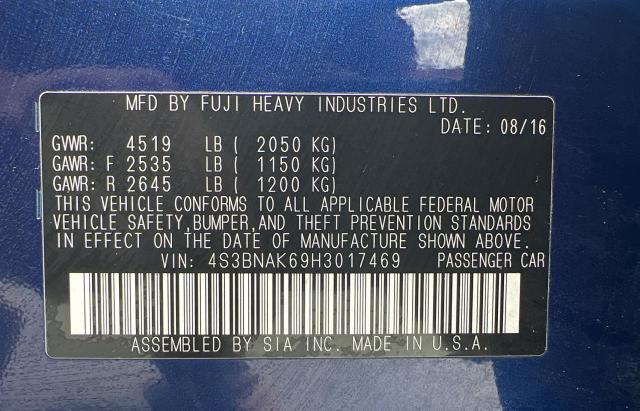 MFD BY FUJI HEAVY INDUSTRIES LTD.
DATE: 08/16
GVWR: 4519 LB ( 2050 KG)
GAWR: F 2535 LB ( 1150 KG)
GAWR: R 2645 LB ( 1200 KG)
THIS VEHICLE CONFORMS TO ALL APPLICABLE FEDERAL MOTOR
VEHICLE SAFETY,BUMPER,AND THEFT PREVENTION STANDARDS
IN EFFECT ON THE DATE OF MANUFACTURE SHOWN ABOVE.
VIN: 4S3BNAK69H3017469 PASSENGER CAR
ASSEMBLED BY SIA INC. MADE IN U.S.A.